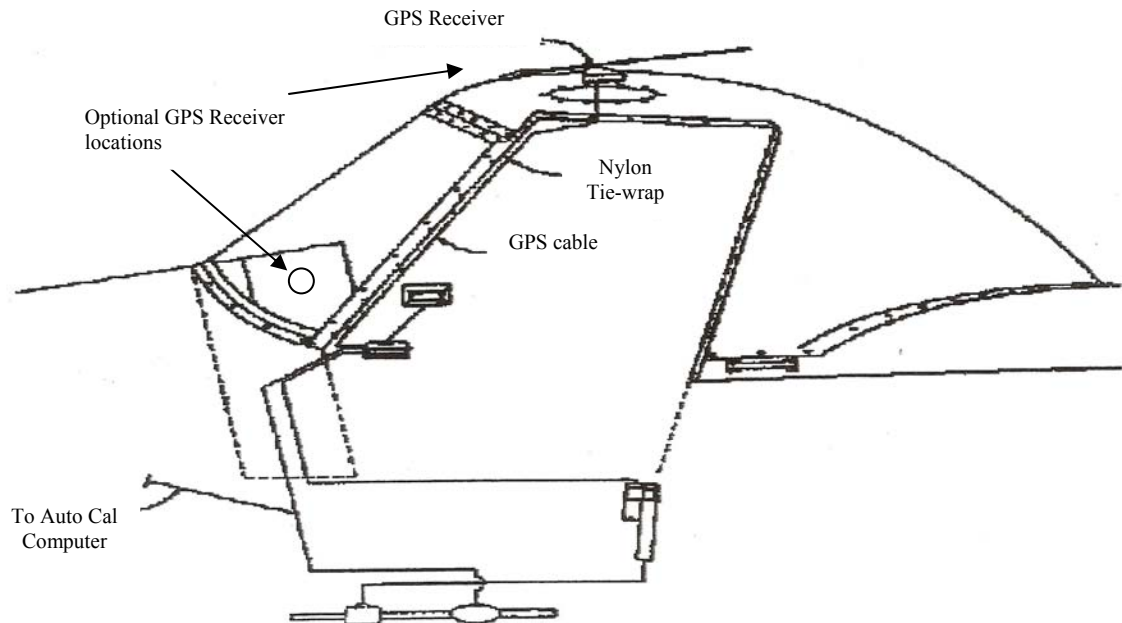 GPS Receiver
Optional GPS Receiver
locations
Nylon
Tie-wrap
GPS cable
To Auto Cal
Computer